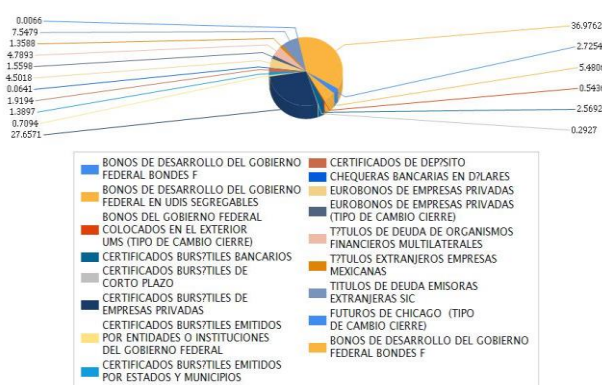 0.0066
7.5479
1.3588
4.7893
1.5598
4.5018
0.0641
1.9194
1.3897
0.7094
27.6571
36.9762
2.7254
5.480
0.543
2.5692
0.2927
BONOS DE DESARROLLO DEL GOBIERNO
FEDERAL BONDES F
BONOS DE DESARROLLO DEL GOBIERNO
FEDERAL EN UDIS SEGREGABLES
BONOS DEL GOBIERNO FEDERAL
COLOCADOS EN EL EXTERIOR
UMS (TIPO DE CAMBIO CIERRE)
CERTIFICADOS BURS?TILES BANCARIOS
CERTIFICADOS BURS?TILES DE
CORTO PLAZO
CERTIFICADOS BURS?TILES DE
EMPRESAS PRIVADAS
CERTIFICADOS BURS?TILES EMITIDOS
POR ENTIDADES O INSTITUCIONES
DEL GOBIERNO FEDERAL
CERTIFICADOS BURS?TILES EMITIDOS
POR ESTADOS Y MUNICIPIOS
CERTIFICADOS DE DEP?SITO
CHEQUERAS BANCARIAS EN D?LARES
EUROBONOS DE EMPRESAS PRIVADAS
EUROBONOS DE EMPRESAS PRIVADAS
(TIPO DE CAMBIO CIERRE)
T?TULOS DE DEUDA DE ORGANISMOS
FINANCIEROS MULTILATERALES
T?TULOS EXTRANJEROS EMPRESAS
MEXICANAS
TITULOS DE DEUDA EMISORAS
EXTRANJERAS SIC
FUTUROS DE CHICAGO (TIPO
DE CAMBIO CIERRE)
BONOS DE DESARROLLO DEL GOBIERNO
FEDERAL BONDES F